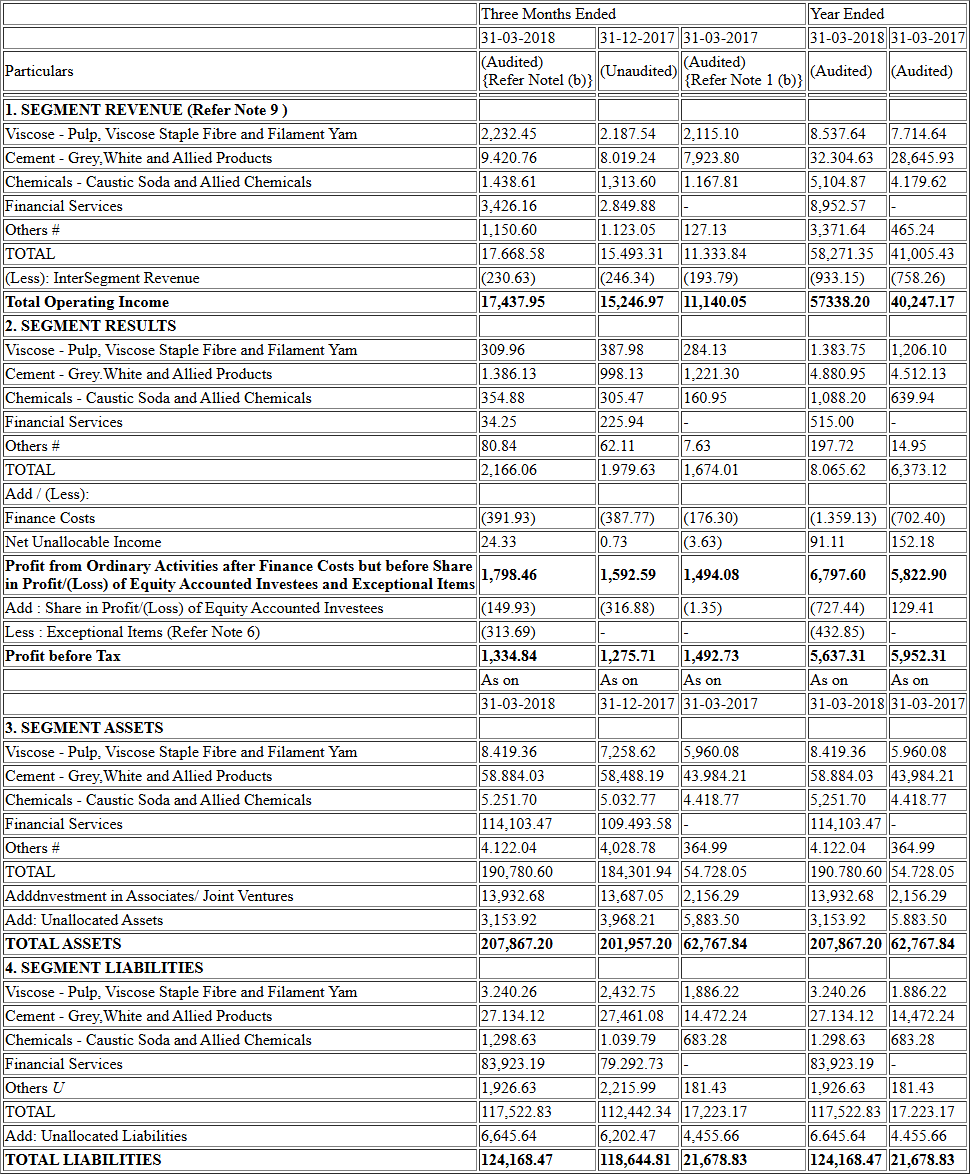 Three Months Ended Year Ended
31-03-2018 31-12-2017 31-03-2017 31-03-2018 31-03-2017
Particulars (Audited) {Refer Notel (b)} (Unaudited) (Audited) {Refer Note 1 (b)} (Audited) (Audited)
1. SEGMENT REVENUE (Refer Note 9 )
Viscose - Pulp, Viscose Staple Fibre and Filament Yam 2,232.45 2.187.54 2,115.10 8.537.64 7.714.64
Cement - Grey,White and Allied Products 9.420.76 8.019.24 7,923.80 32.304.63 28,645.93
Chemicals - Caustic Soda and Allied Chemicals 1.438.61 1,313.60 1.167.81 5,104.87 4.179.62
Financial Services 3,426.16 2.849.88 - 8,952.57 -
Others # 1,150.60 1.123.05 127.13 3,371.64 465.24
TOTAL 17.668.58 15.493.31 11.333.84 58,271.35 41,005.43
(Less): InterSegment Revenue (230.63) (246.34) (193.79) (933.15) (758.26)
Total Operating Income 17,437.95 15,246.97 11,140.05 57338.20 40,247.17
2. SEGMENT RESULTS
Viscose - Pulp, Viscose Staple Fibre and Filament Yam 309.96 387.98 284.13 1.383.75 1,206.10
Cement - Grey.White and Allied Products 1.386.13 998.13 1,221.30 4.880.95 4.512.13
Chemicals - Caustic Soda and Allied Chemicals 354.88 305.47 160.95 1,088.20 639.94
Financial Services 34.25 225.94 - 515.00 -
Others # 80.84 62.11 7.63 197.72 14.95
TOTAL 2,166.06 1.979.63 1,674.01 8.065.62 6,373.12
Add / (Less):
Finance Costs (391.93) (387.77) (176.30) (1.359.13) (702.40)
Net Unallocable Income 24.33 0.73 (3.63) 91.11 152.18
Profit from Ordinary Activities after Finance Costs but before Share
in Profit/(Loss) of Equity Accounted Investees and Exceptional Items 1,798.46 1,592.59 1,494.08 6,797.60 5,822.90
Add : Share in Profit/(Loss) of Equity Accounted Investees (149.93) (316.88) (1.35) (727.44) 129.41
Less : Exceptional Items (Refer Note 6) (313.69) - - (432.85) -
Profit before Tax 1,334.84 1,275.71 1,492.73 5,637.31 5,952.31
As on As on As on As on As on
31-03-2018 31-12-2017 31-03-2017 31-03-2018 31-03-2017
3. SEGMENT ASSETS
Viscose - Pulp, Viscose Staple Fibre and Filament Yam 8.419.36 7,258.62 5,960.08 8.419.36 5.960.08
Cement - Grey,White and Allied Products 58.884.03 58,488.19 43.984.21 58.884.03 43,984.21
Chemicals - Caustic Soda and Allied Chemicals 5.251.70 5.032.77 4.418.77 5,251.70 4.418.77
Financial Services 114,103.47 109.493.58 - 114,103.47 -
Others # 4.122.04 4,028.78 364.99 4.122.04 364.99
TOTAL 190,780.60 184,301.94 54.728.05 190.780.60 54.728.05
Adddnvestment in Associates/ Joint Ventures 13,932.68 13,687.05 2,156.29 13,932.68 2,156.29
Add: Unallocated Assets 3,153.92 3,968.21 5,883.50 3,153.92 5.883.50
TOTAL ASSETS 207,867.20 201,957.20 62,767.84 207,867.20 62,767.84
4. SEGMENT LIABILITIES
Viscose - Pulp, Viscose Staple Fibre and Filament Yam 3.240.26 2,432.75 1,886.22 3.240.26 1.886.22
Cement - Grey,White and Allied Products 27.134.12 27,461.08 14.472.24 27.134.12 14,472.24
Chemicals - Caustic Soda and Allied Chemicals 1,298.63 1.039.79 683.28 1.298.63 683.28
Financial Services 83,923.19 79.292.73 - 83,923.19 -
Others U 1,926.63 2,215.99 181.43 1,926.63 181.43
TOTAL 117,522.83 112,442.34 17,223.17 117,522.83 17.223.17
Add: Unallocated Liabilities 6,645.64 6,202.47 4,455.66 6.645.64 4.455.66
TOTAL LIABILITIES 124,168.47 118,644.81 21,678.83 124,168.47 21,678.83